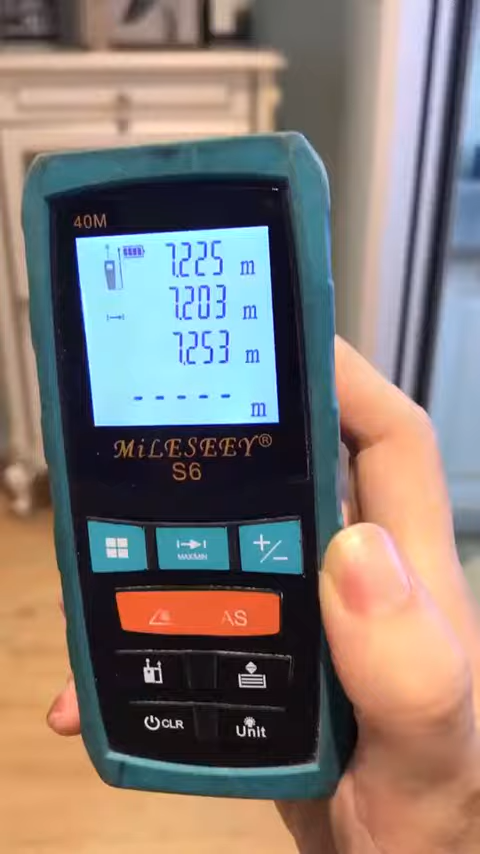 40M
7.225 m
7.203 m
7.253 m
----- m
MiLESEEY®
S6
MAX/MIN
+/−
AS
CLR
Unit